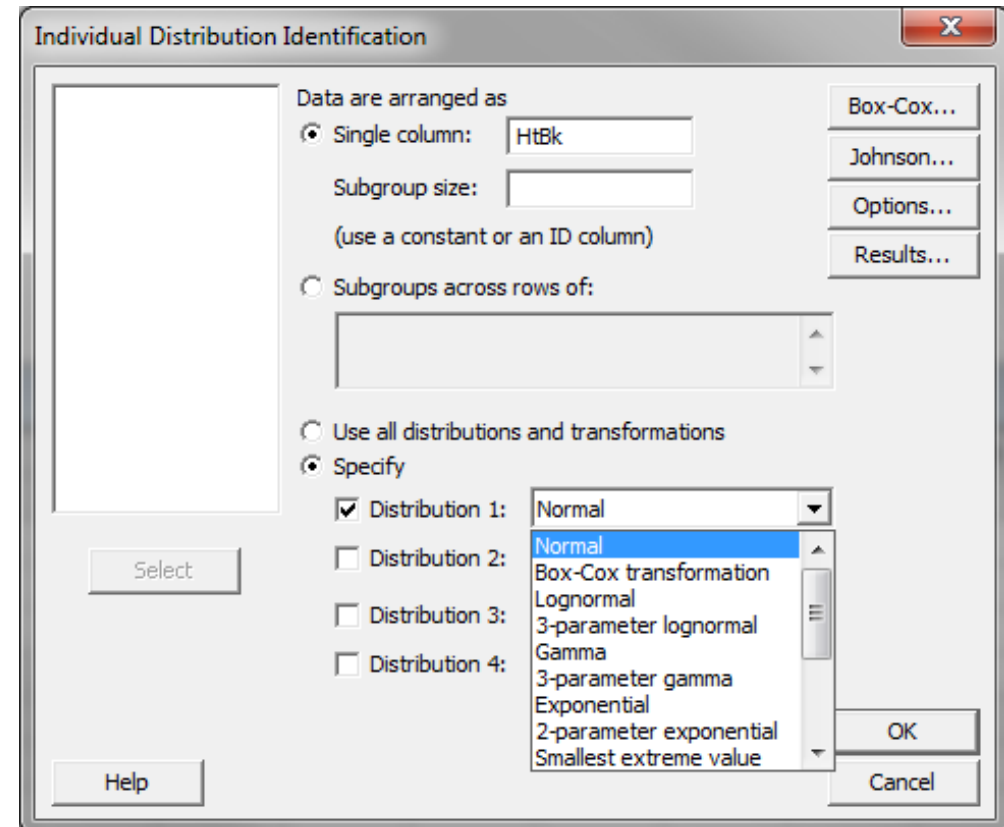 Individual Distribution Identification
X
Data are arranged as
Single column: HtBk
Subgroup size:
(use a constant or an ID column)
Subgroups across rows of:
Use all distributions and transformations
Specify
Distribution 1: Normal
Distribution 2:
Distribution 3:
Distribution 4:
Normal
Box-Cox transformation
Lognormal
3-parameter lognormal
Gamma
3-parameter gamma
Exponential
2-parameter exponential
Smallest extreme value
Box-Cox...
Johnson...
Options...
Results...
Select
Help
OK
Cancel